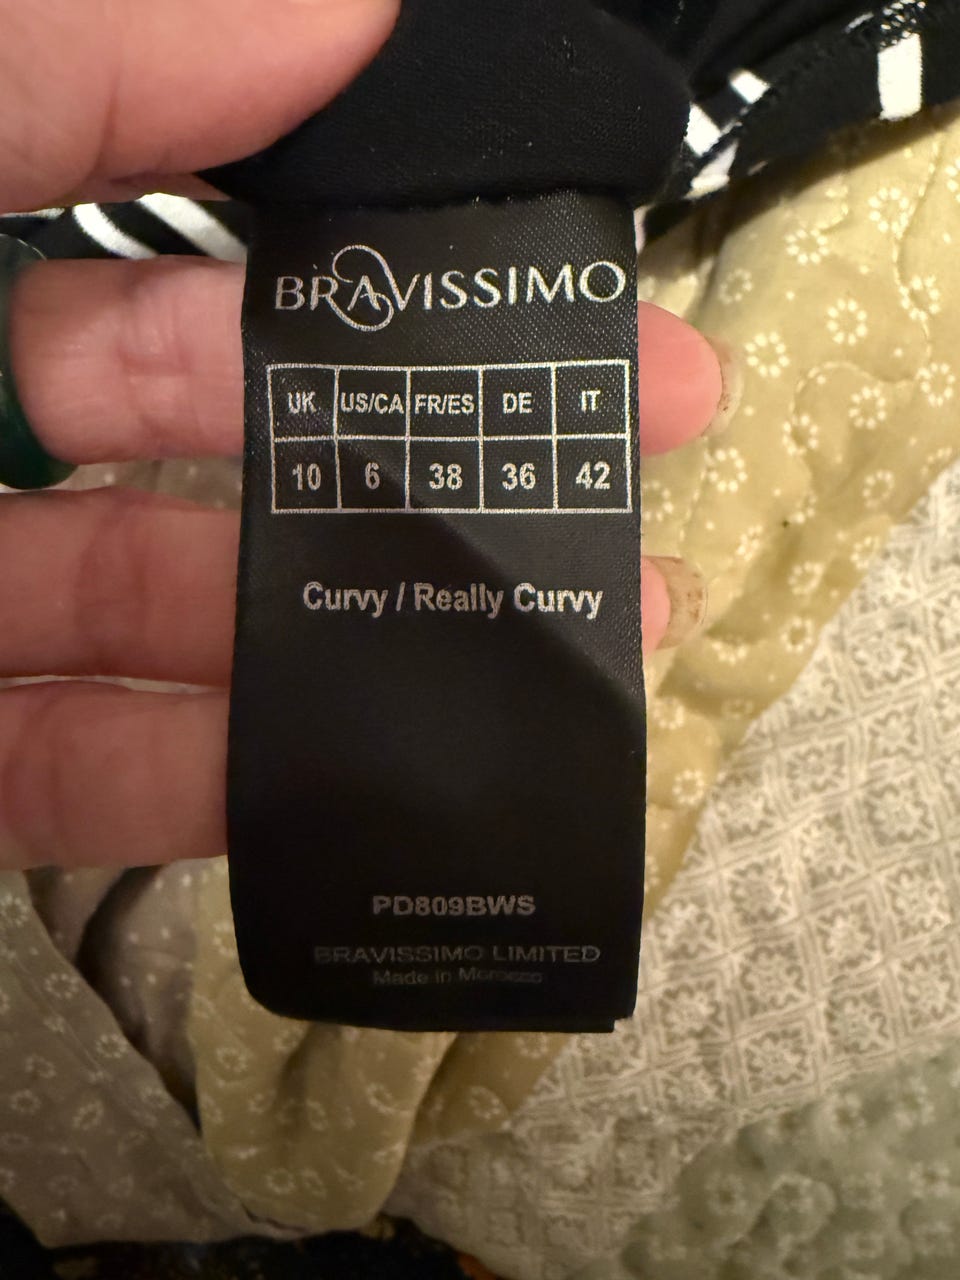 BRAVISSIMO
UK US/CA FR/ES DE IT
10 6 38 36 42
Curvy / Really Curvy
PD809BWS
BRAVISSIMO LIMITED
Made in Morocco